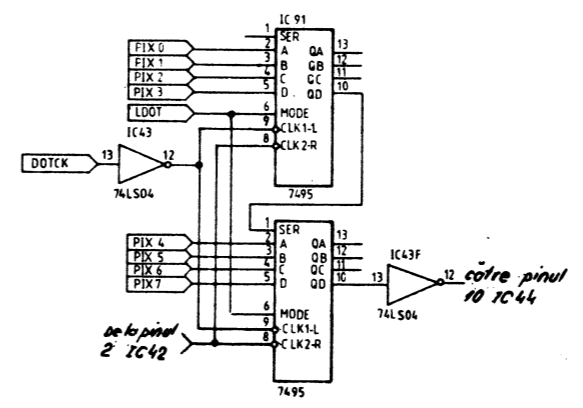 IC 91
1 SER
PIX 0 2 A QA 13
PIX 1 3 B QB 12
PIX 2 4 C QC 11
PIX 3 5 D QD 10
LDOT 6 MODE
9 CLK1-L
8 CLK2-R
7495
IC43
DOTCK 13 12
74LS04
1 SER
PIX 4 2 A QA 13
PIX 5 3 B QB 12
PIX 6 4 C QC 11
PIX 7 5 D QD 10
6 MODE
9 CLK1-L
8 CLK2-R
7495
IC43F
13 12
74LS04
către pinul
10 IC44
De la pinul
2 IC42